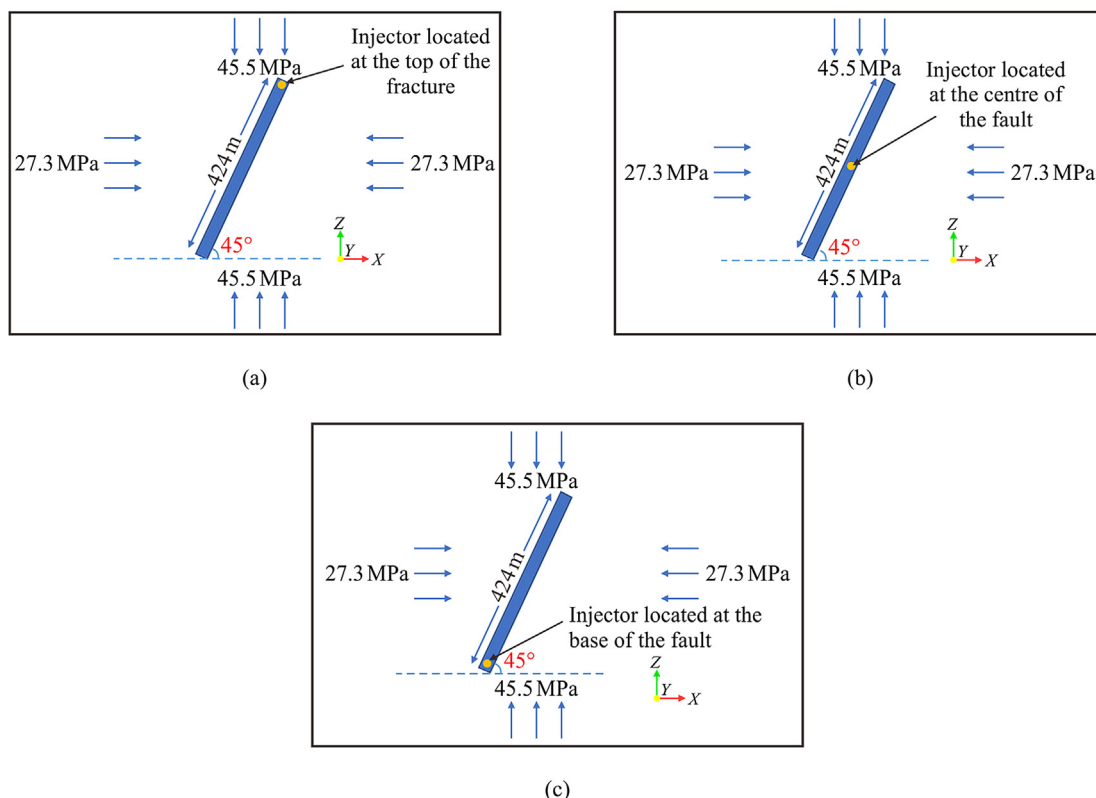 45.5 MPa
Injector located
at the top of the
fracture
27.3 MPa
424 m
27.3 MPa
45°
Z
Y
X
45.5 MPa
(a)
45.5 MPa
Injector located
at the centre of
the fault
27.3 MPa
424 m
27.3 MPa
45°
Z
Y
X
45.5 MPa
(b)
45.5 MPa
27.3 MPa
424 m
27.3 MPa
Injector located at the
base of the fault
45°
Z
Y
X
45.5 MPa
(c)